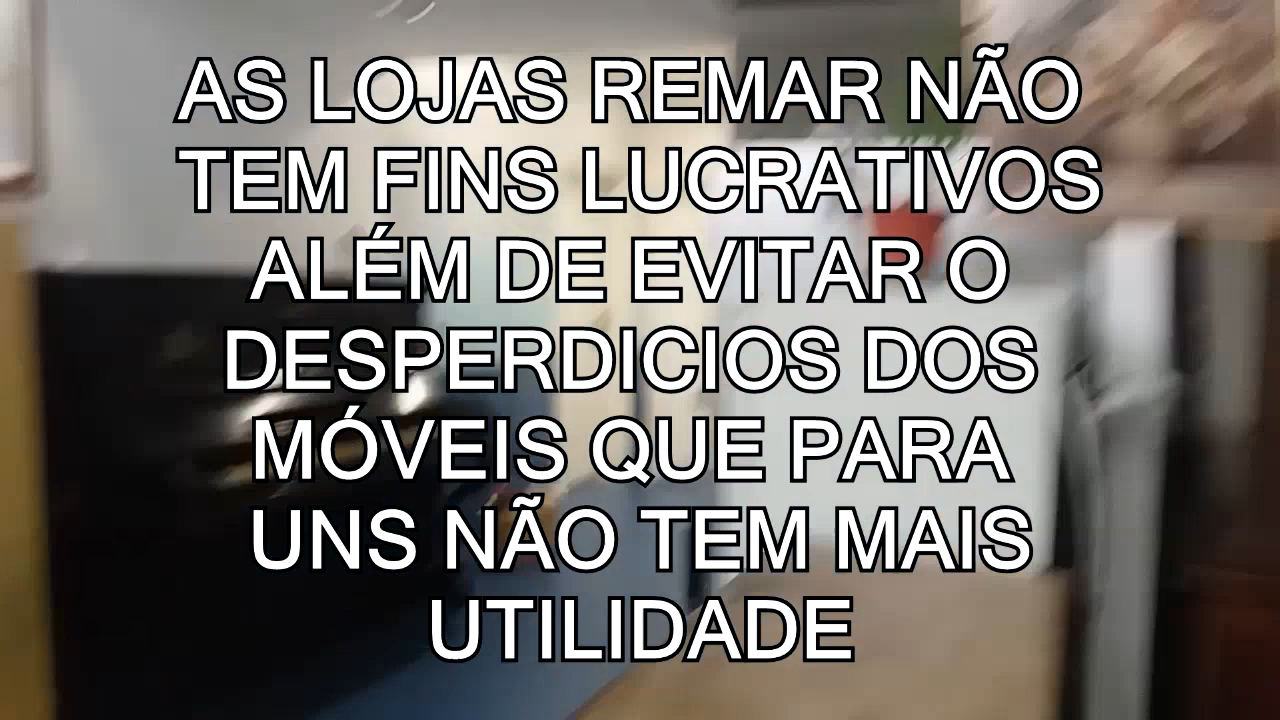 AS LOJAS REMAR NÃO
TEM FINS LUCRATIVOS
ALÉM DE EVITAR O
DESPERDICIOS DOS
MÓVEIS QUE PARA
UNS NÃO TEM MAIS
UTILIDADE